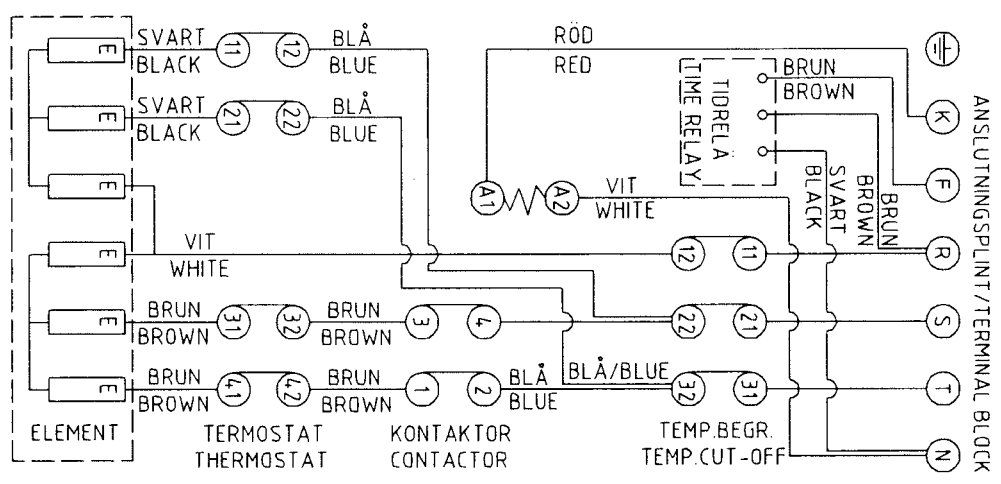 SVART
BLACK
11
12
BLÅ
BLUE
RÖD
RED
E
SVART
BLACK
21
22
BLÅ
BLUE
E
TIDRELÄ
TIME RELAY
BRUN
BROWN
K
E
A1
A2
VIT
WHITE
SVART
BLACK
BRUN
BROWN
F
E
VIT
WHITE
12
11
R
E
BRUN
BROWN
31
32
BRUN
BROWN
3
4
22
21
S
E
BRUN
BROWN
41
42
BRUN
BROWN
1
2
BLÅ
BLUE
BLÅ/BLUE
32
31
T
N
ELEMENT
TERMOSTAT
THERMOSTAT
KONTAKTOR
CONTACTOR
TEMP.BEGR.
TEMP.CUT-OFF
ANSLUTNINGSPLINT/TERMINAL BLOCK